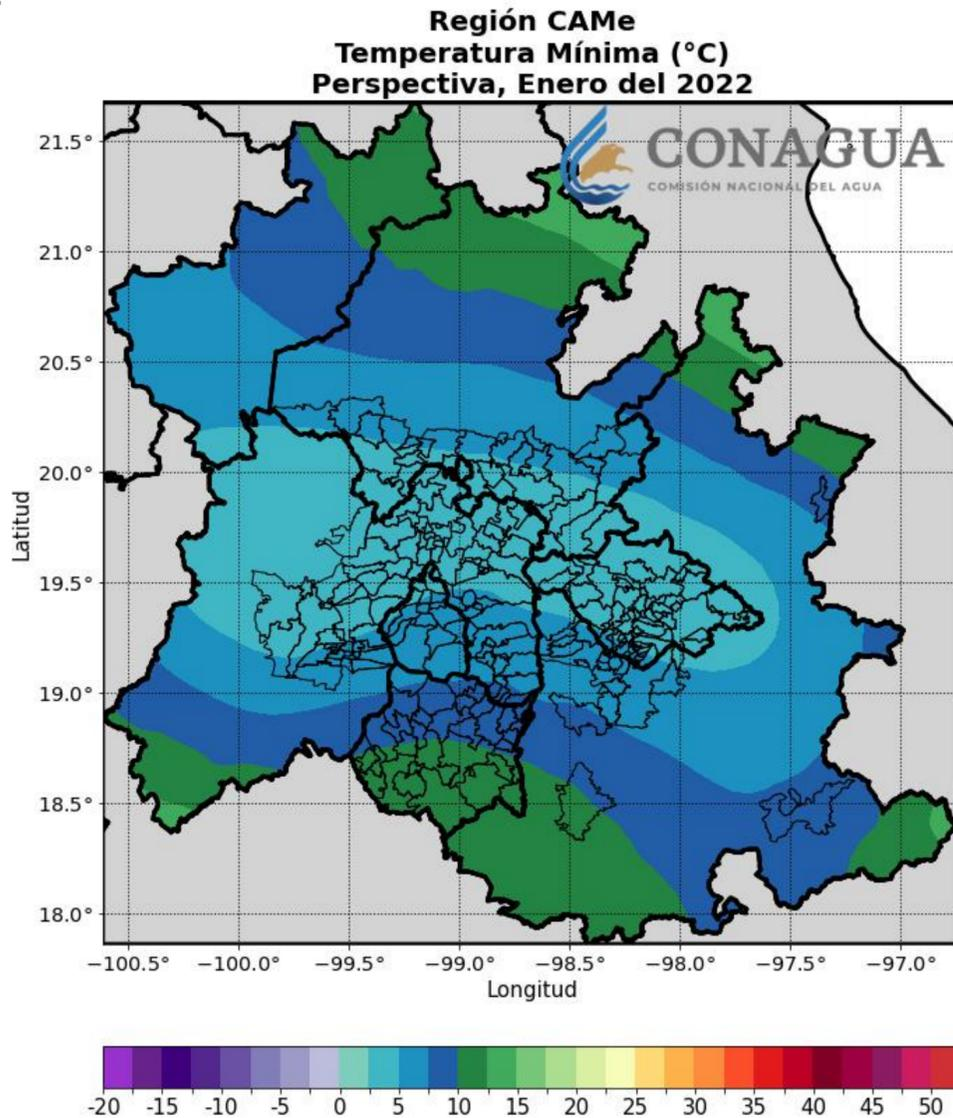 Región CAMe
Temperatura Mínima (°C)
Perspectiva, Enero del 2022
CONAGUA
COMISIÓN NACIONAL DEL AGUA
21.5°
21.0°
20.5°
20.0°
19.5°
19.0°
18.5°
18.0°
Latitud
−100.5° −100.0° −99.5° −99.0° −98.5° −98.0° −97.5° −97.0°
Longitud
-20 -15 -10 -5 0 5 10 15 20 25 30 35 40 45 50